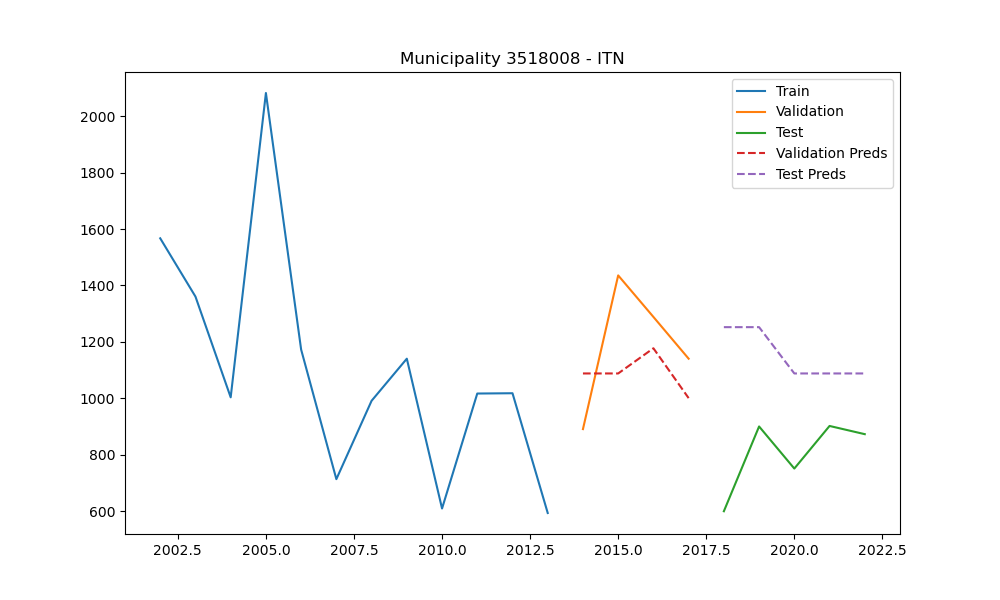 Municipality 3518008 - ITN
Train
Validation
Test
Validation Preds
Test Preds
2000
1800
1600
1400
1200
1000
800
600
2002.5 2005.0 2007.5 2010.0 2012.5 2015.0 2017.5 2020.0 2022.5